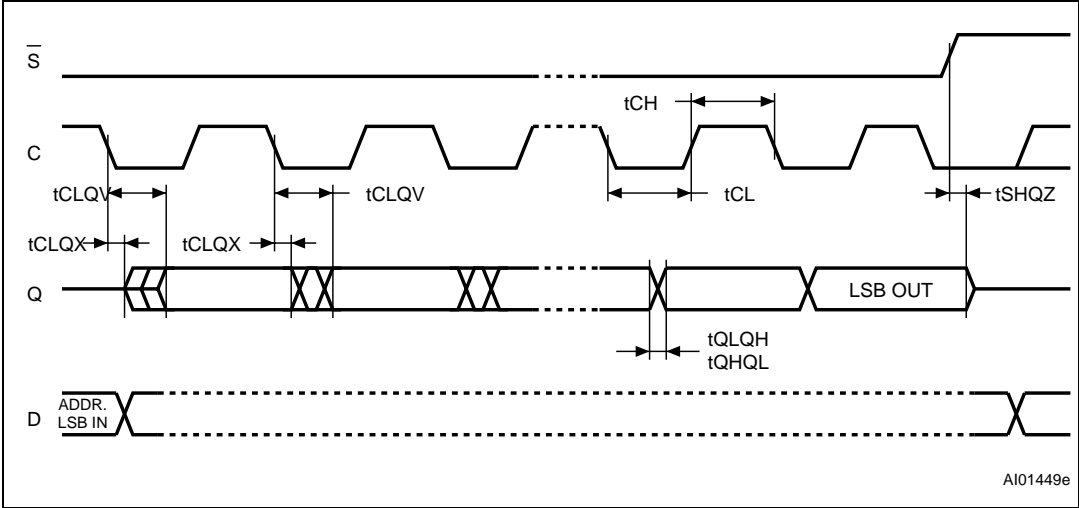 S
tCH
C
tCLQV
tCLQV
tCL
tSHQZ
tCLQX
tCLQX
Q
LSB OUT
tQLQH
tQHQL
D
ADDR.
LSB IN
AI01449e